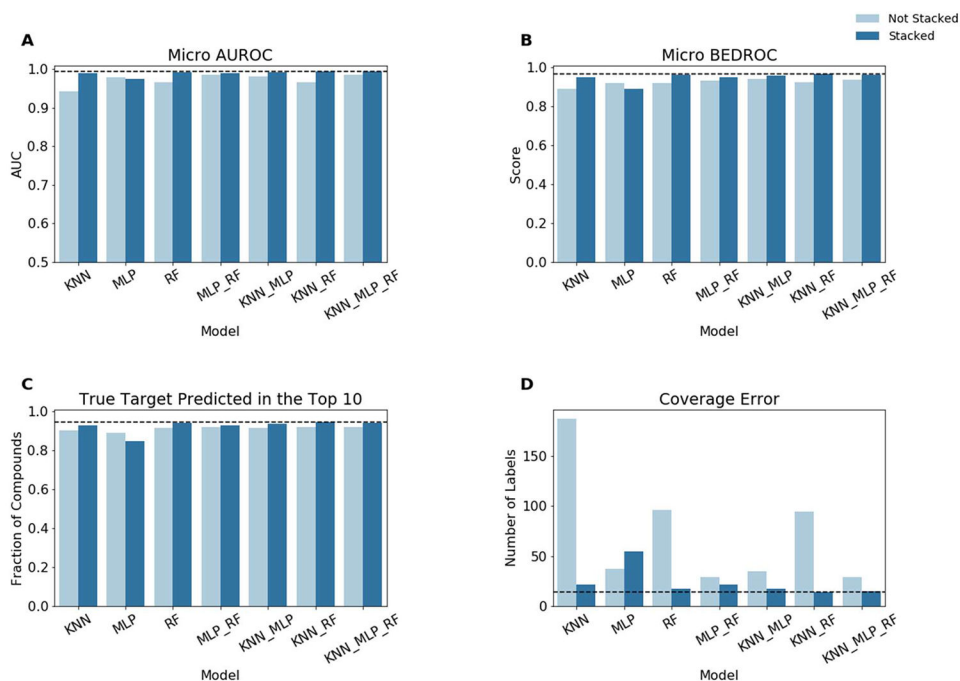 Not Stacked
Stacked
A
Micro AUROC
1.0
0.9
0.8
0.7
0.6
0.5
AUC
KNN
MLP
RF
MLP_RF
KNN_MLP
KNN_RF
KNN_MLP_RF
Model
B
Micro BEDROC
1.0
0.8
0.6
0.4
0.2
0.0
Score
KNN
MLP
RF
MLP_RF
KNN_MLP
KNN_RF
KNN_MLP_RF
Model
C
True Target Predicted in the Top 10
1.0
0.8
0.6
0.4
0.2
0.0
Fraction of Compounds
KNN
MLP
RF
MLP_RF
KNN_MLP
KNN_RF
KNN_MLP_RF
Model
D
Coverage Error
150
100
50
0
Number of Labels
KNN
MLP
RF
MLP_RF
KNN_MLP
KNN_RF
KNN_MLP_RF
Model